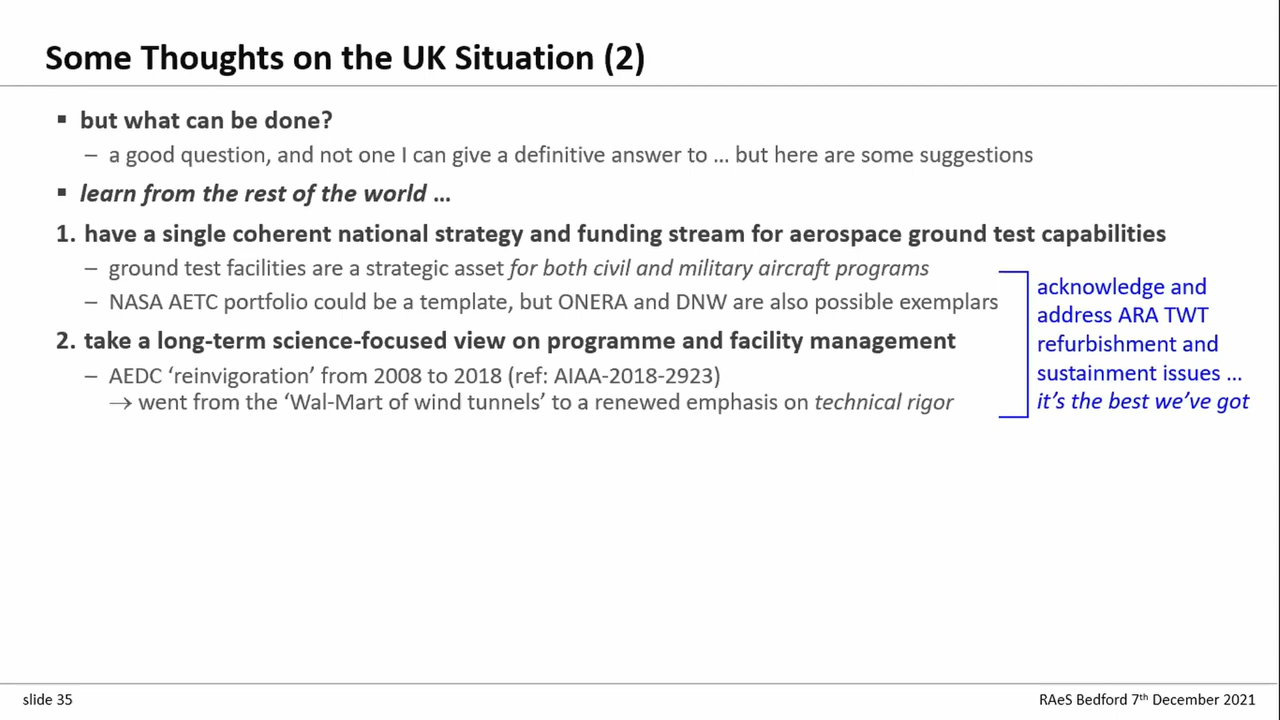 Some Thoughts on the UK Situation (2)
▪ but what can be done?
– a good question, and not one I can give a definitive answer to … but here are some suggestions
▪ learn from the rest of the world …
1. have a single coherent national strategy and funding stream for aerospace ground test capabilities
– ground test facilities are a strategic asset for both civil and military aircraft programs
– NASA AETC portfolio could be a template, but ONERA and DNW are also possible exemplars
2. take a long-term science-focused view on programme and facility management
– AEDC ‘reinvigoration’ from 2008 to 2018 (ref: AIAA-2018-2923)
→ went from the ‘Wal-Mart of wind tunnels’ to a renewed emphasis on technical rigor
acknowledge and
address ARA TWT
refurbishment and
sustainment issues …
it’s the best we’ve got
slide 35
RAeS Bedford 7th December 2021